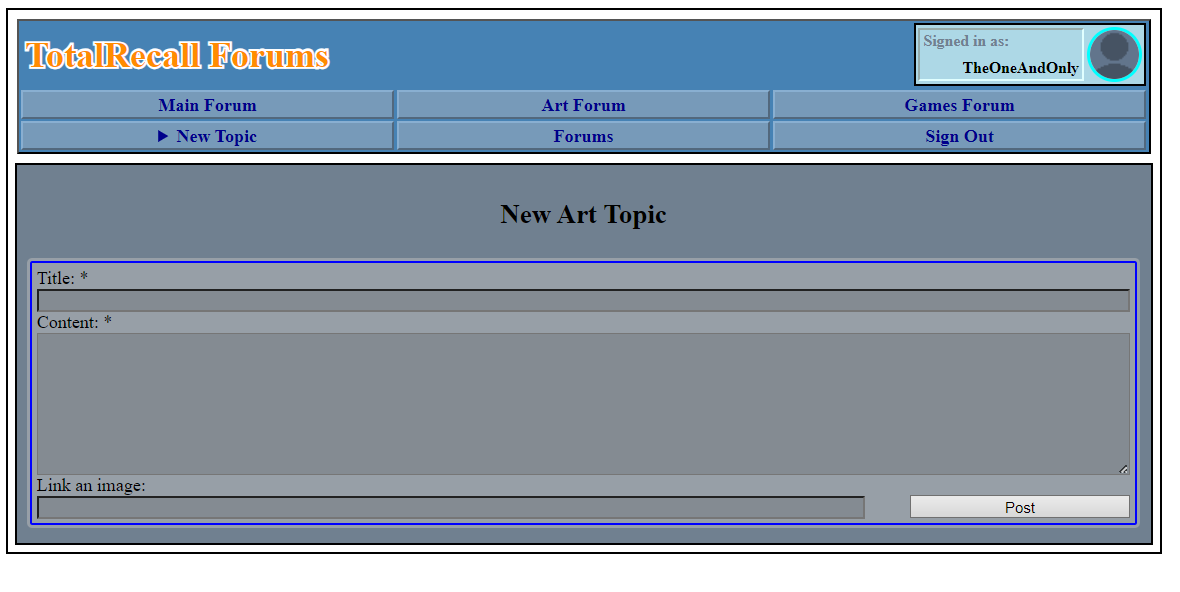 TotalRecall Forums
Signed in as:
TheOneAndOnly
Main Forum
Art Forum
Games Forum
▶ New Topic
Forums
Sign Out
New Art Topic
Title: *
Content: *
Link an image:
Post